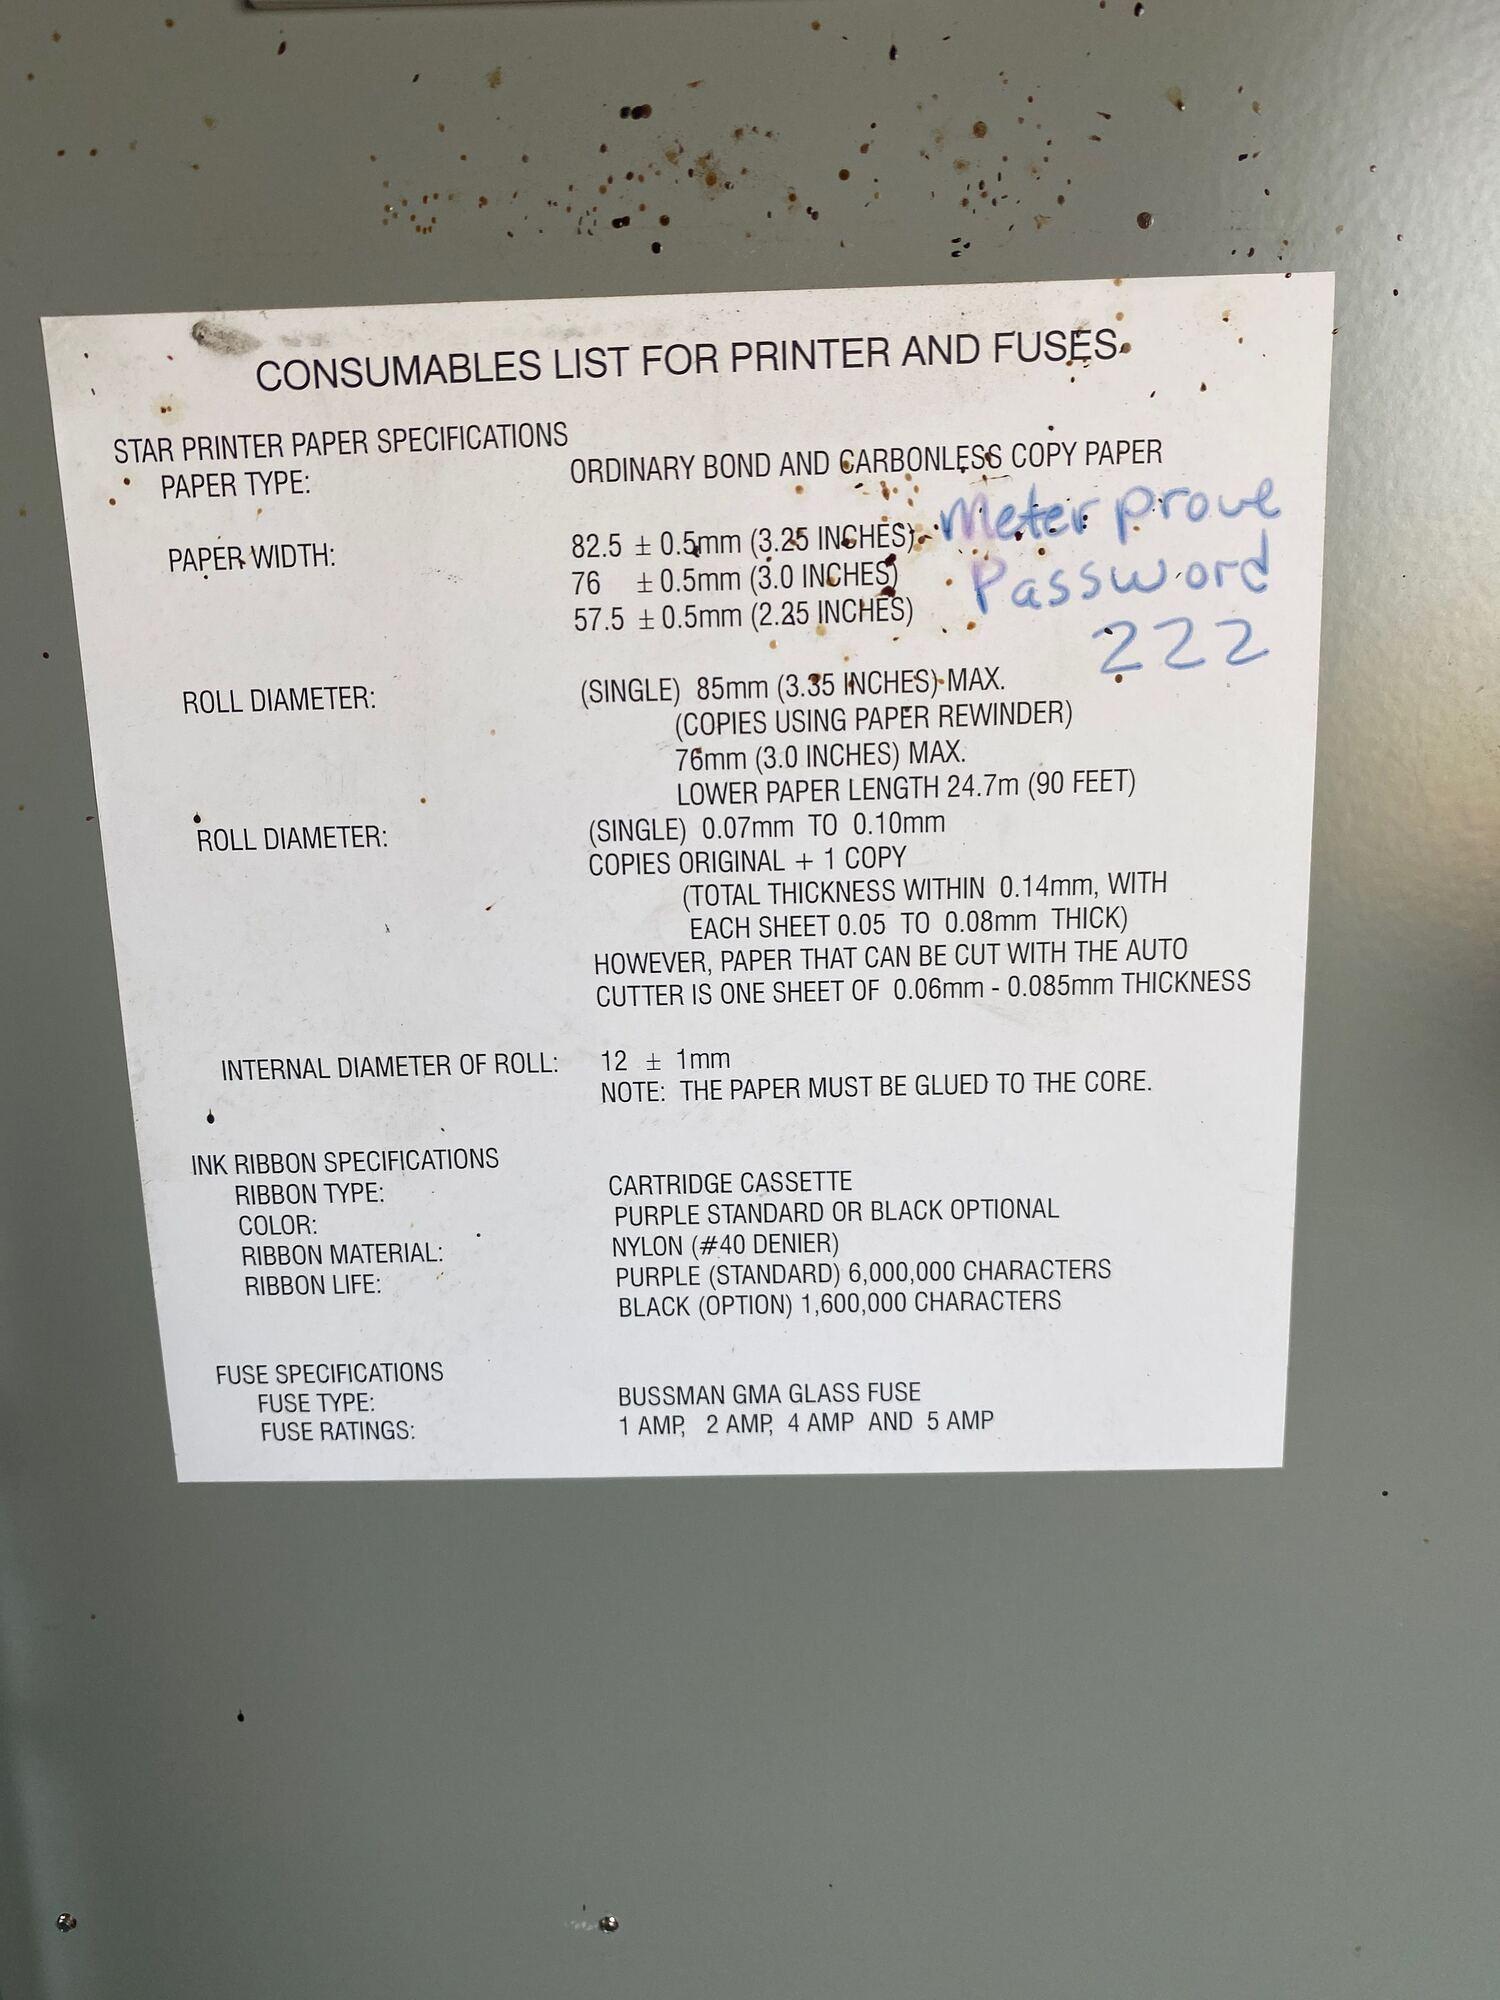 CONSUMABLES LIST FOR PRINTER AND FUSES
STAR PRINTER PAPER SPECIFICATIONS
PAPER TYPE: ORDINARY BOND AND CARBONLESS COPY PAPER
PAPER WIDTH: 82.5 ± 0.5mm (3.25 INCHES)
76 ± 0.5mm (3.0 INCHES)
57.5 ± 0.5mm (2.25 INCHES)
Meter prove
Password
222
ROLL DIAMETER: (SINGLE) 85mm (3.35 INCHES) MAX.
(COPIES USING PAPER REWINDER)
76mm (3.0 INCHES) MAX.
LOWER PAPER LENGTH 24.7m (90 FEET)
ROLL DIAMETER: (SINGLE) 0.07mm TO 0.10mm
COPIES ORIGINAL + 1 COPY
(TOTAL THICKNESS WITHIN 0.14mm, WITH
EACH SHEET 0.05 TO 0.08mm THICK)
HOWEVER, PAPER THAT CAN BE CUT WITH THE AUTO
CUTTER IS ONE SHEET OF 0.06mm - 0.085mm THICKNESS
INTERNAL DIAMETER OF ROLL: 12 ± 1mm
NOTE: THE PAPER MUST BE GLUED TO THE CORE.
INK RIBBON SPECIFICATIONS
RIBBON TYPE: CARTRIDGE CASSETTE
COLOR: PURPLE STANDARD OR BLACK OPTIONAL
RIBBON MATERIAL: NYLON (#40 DENIER)
RIBBON LIFE: PURPLE (STANDARD) 6,000,000 CHARACTERS
BLACK (OPTION) 1,600,000 CHARACTERS
FUSE SPECIFICATIONS
FUSE TYPE: BUSSMAN GMA GLASS FUSE
FUSE RATINGS: 1 AMP, 2 AMP, 4 AMP AND 5 AMP